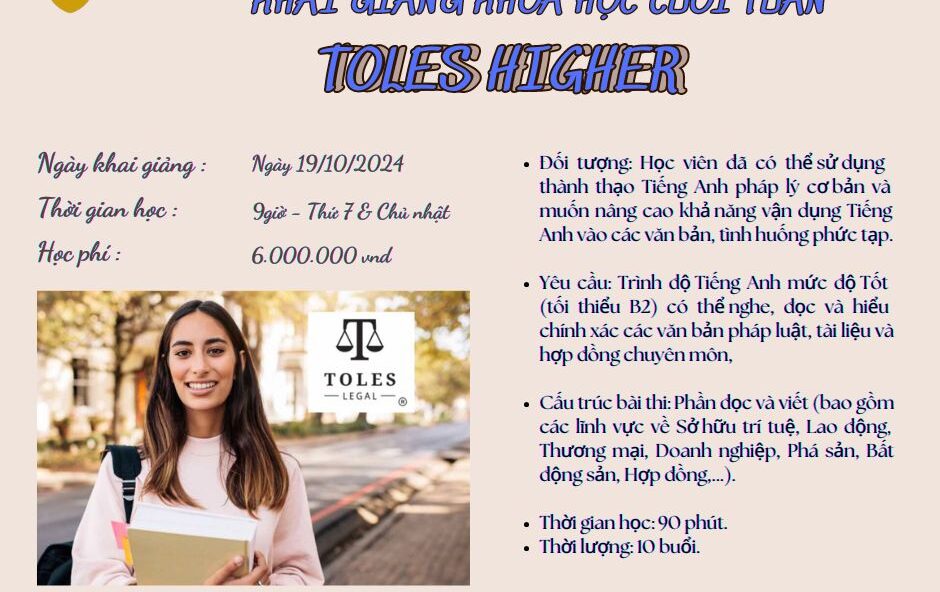 KHAI GIẢNG KHÓA HỌC CUỐI TUẦN
TOLES HIGHER
Ngày khai giảng :
Ngày 19/10/2024
Thời gian học :
9giờ - Thứ 7 & Chủ nhật
Học phí :
6.000.000 vnd
TOLES
LEGAL
®
• Đối tượng: Học viên đã có thể sử dụng
thành thạo Tiếng Anh pháp lý cơ bản và
muốn nâng cao khả năng vận dụng Tiếng
Anh vào các văn bản, tình huống phức tạp.
• Yêu cầu: Trình độ Tiếng Anh mức độ Tốt
(tối thiểu B2) có thể nghe, đọc và hiểu
chính xác các văn bản pháp luật, tài liệu và
hợp đồng chuyên môn,
• Cấu trúc bài thi: Phần đọc và viết (bao gồm
các lĩnh vực về Sở hữu trí tuệ, Lao động,
Thương mại, Doanh nghiệp, Phá sản, Bất
động sản, Hợp đồng,...).
• Thời gian học: 90 phút.
• Thời lượng: 10 buổi.